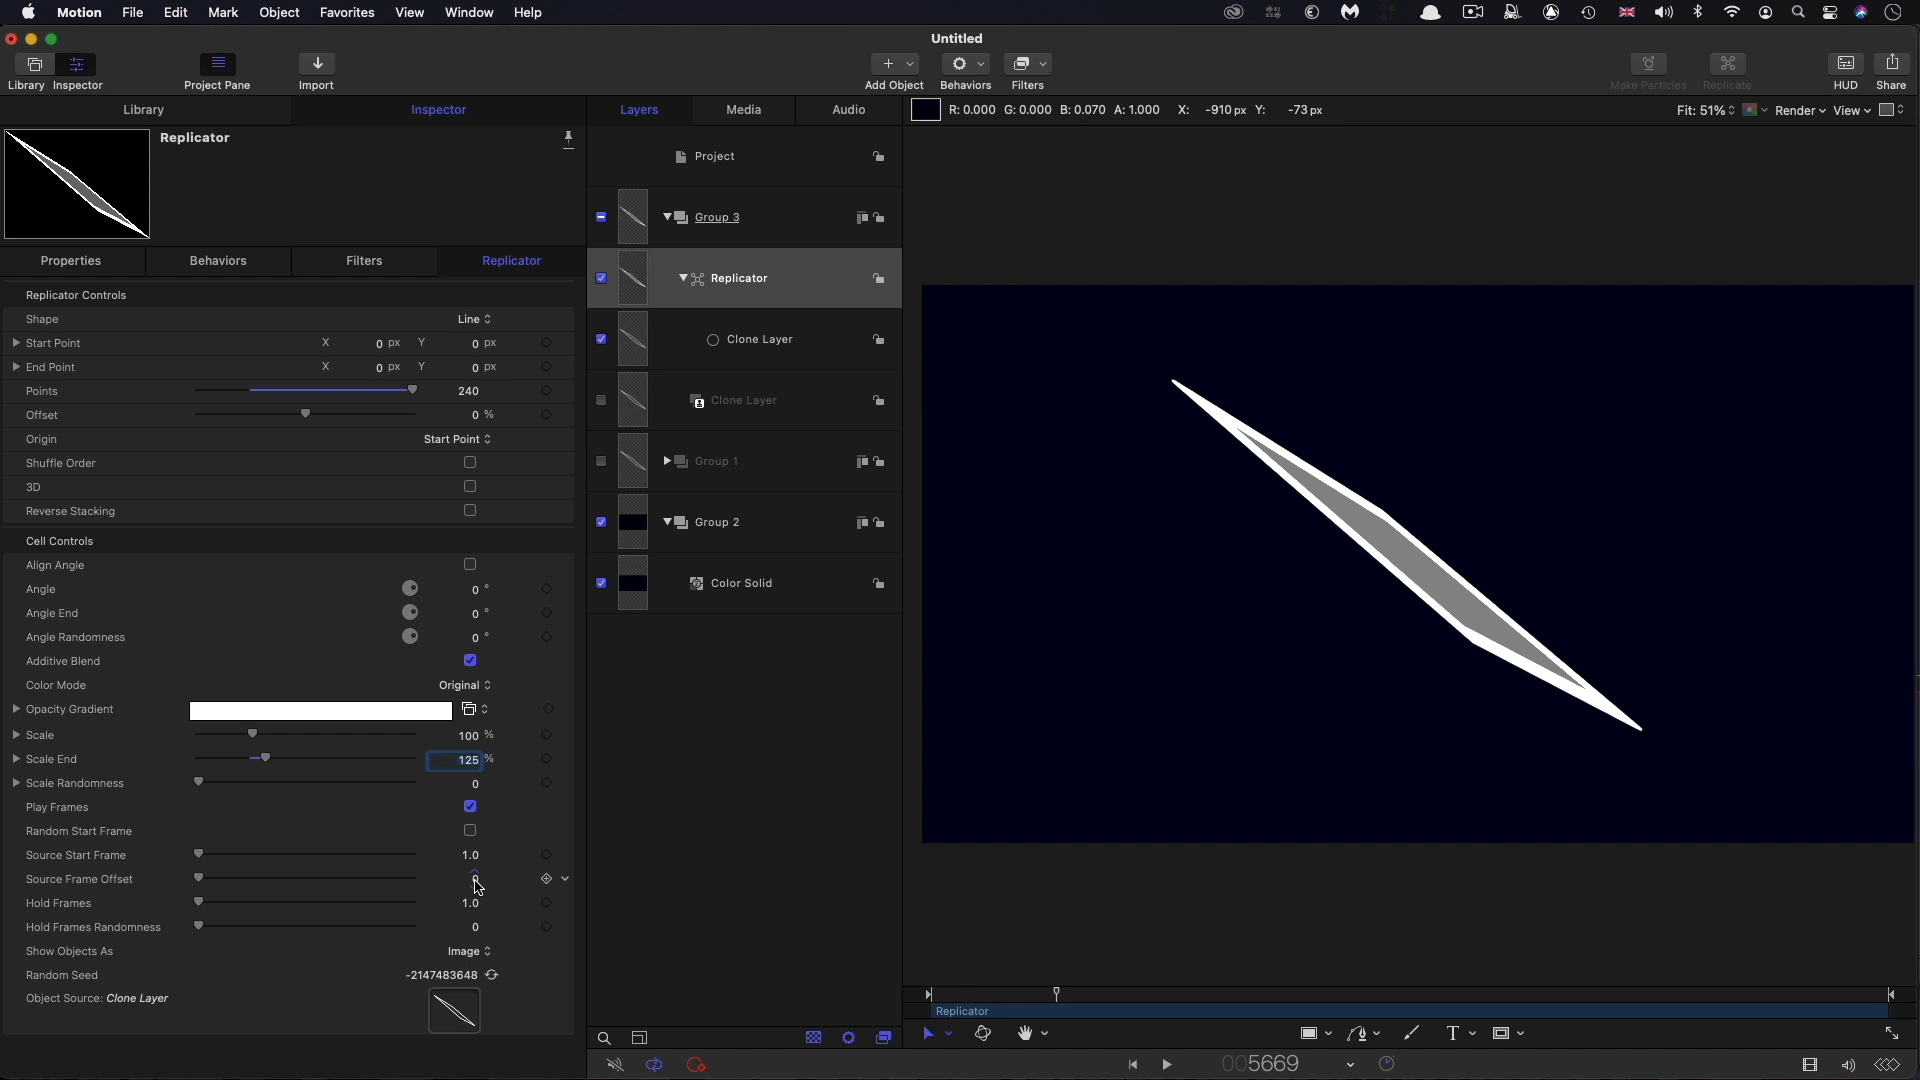 Motion File Edit Mark Object Favorites View Window Help
Untitled
Library Inspector Project Pane Import Add Object Behaviors Filters Make Particles Replicate HUD Share
Library Inspector Layers Media Audio R: 0.000 G: 0.000 B: 0.070 A: 1.000 X: -910 px Y: -73 px Fit: 51% Render View
Replicator
Project
Group 3
Properties Behaviors Filters Replicator
Replicator
Replicator Controls
Shape Line
Start Point X 0 px Y 0 px
Clone Layer
End Point X 0 px Y 0 px
Points 240
Clone Layer
Offset 0 %
Origin Start Point
Shuffle Order
Group 1
3D
Reverse Stacking
Group 2
Cell Controls
Align Angle
Color Solid
Angle 0 °
Angle End 0 °
Angle Randomness 0 °
Additive Blend
Color Mode Original
Opacity Gradient
Scale 100 %
Scale End 125 %
Scale Randomness 0
Play Frames
Random Start Frame
Source Start Frame 1.0
Source Frame Offset 0
Hold Frames 1.0
Hold Frames Randomness 0
Show Objects As Image
Random Seed -2147483648
Object Source: Clone Layer
Replicator
T
005669